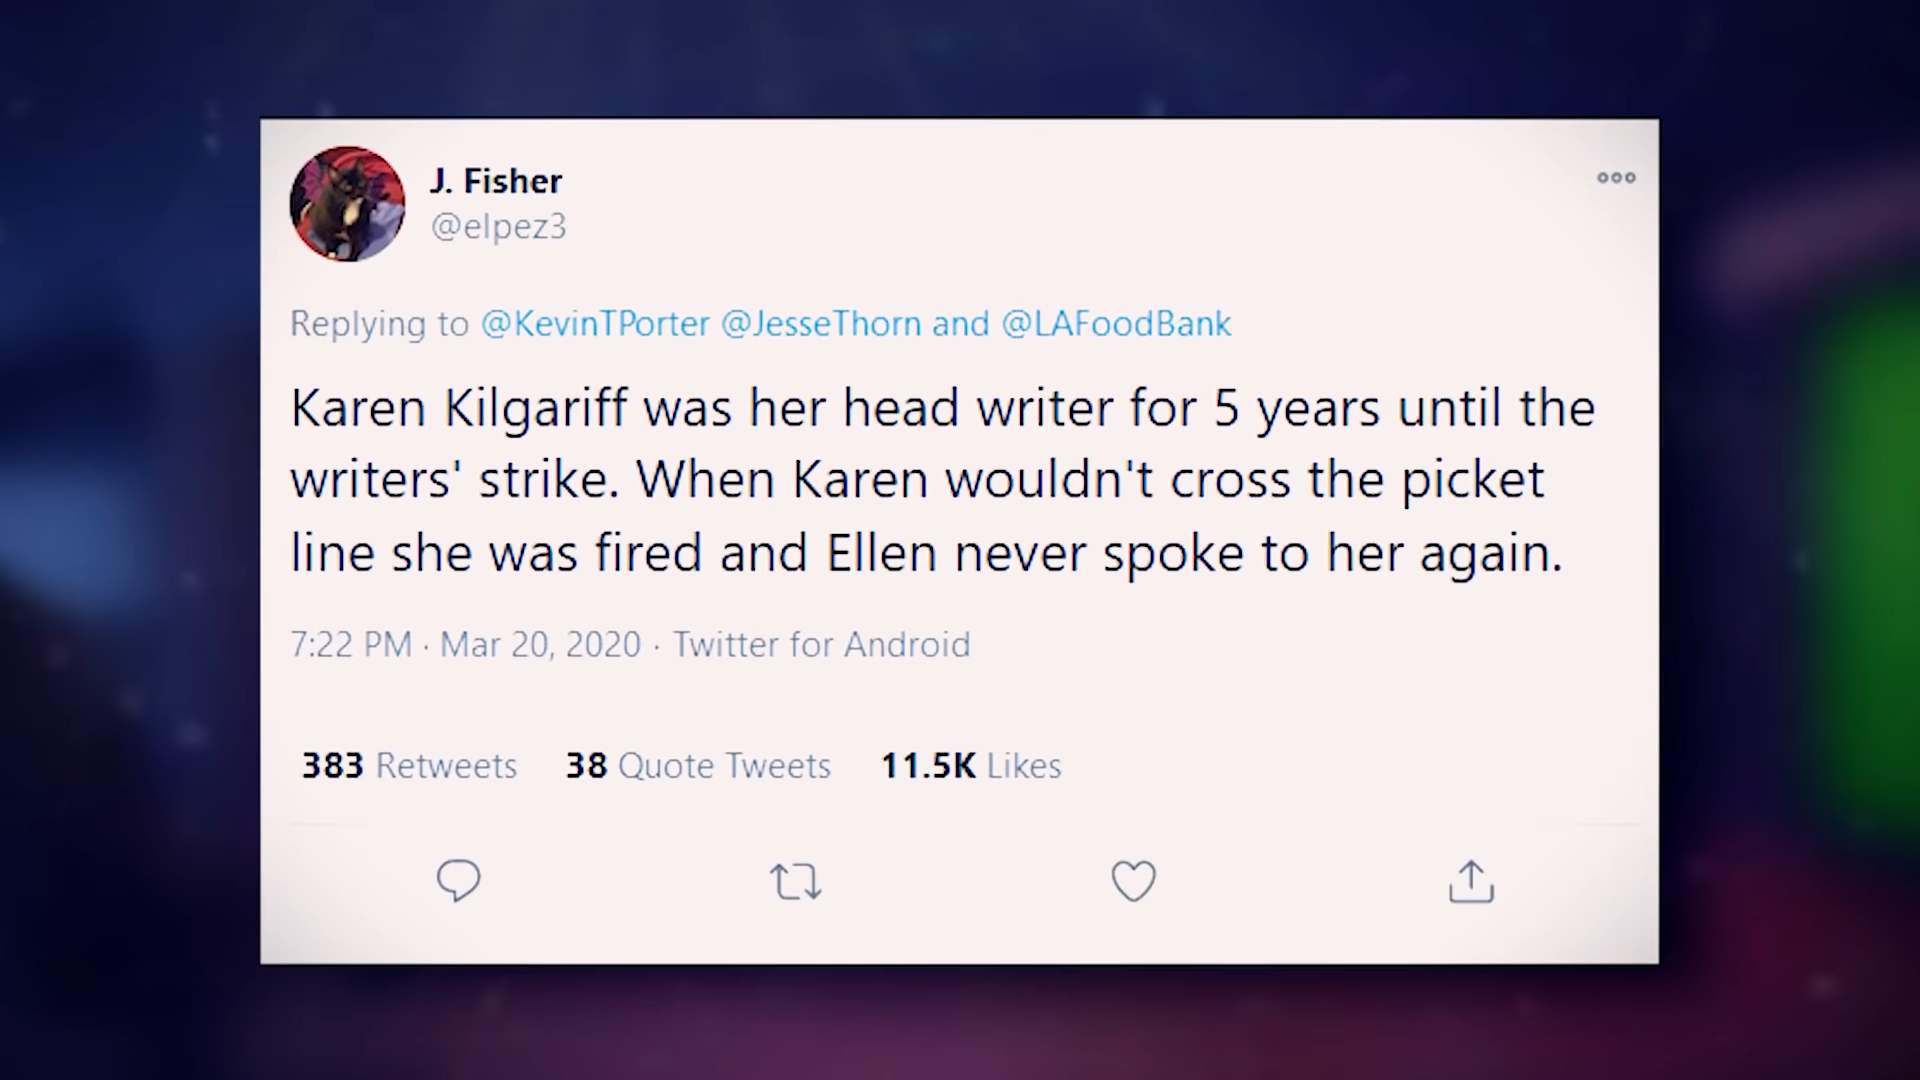 J. Fisher
@elpez3
Replying to @KevinTPorter @JesseThorn and @LAFoodBank
Karen Kilgariff was her head writer for 5 years until the
writers' strike. When Karen wouldn't cross the picket
line she was fired and Ellen never spoke to her again.
7:22 PM · Mar 20, 2020 · Twitter for Android
383 Retweets 38 Quote Tweets 11.5K Likes